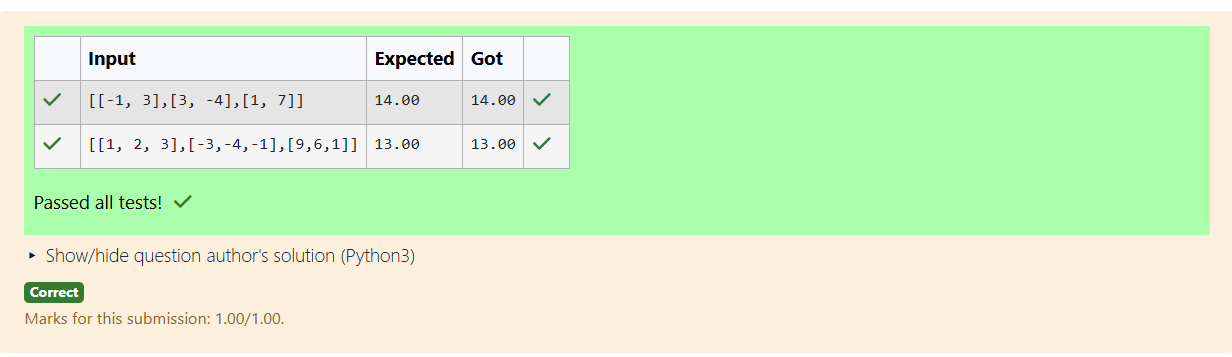 Input Expected Got
[[-1, 3],[3, -4],[1, 7]] 14.00 14.00
[[1, 2, 3],[-3,-4,-1],[9,6,1]] 13.00 13.00
Passed all tests!
Show/hide question author's solution (Python3)
Correct
Marks for this submission: 1.00/1.00.